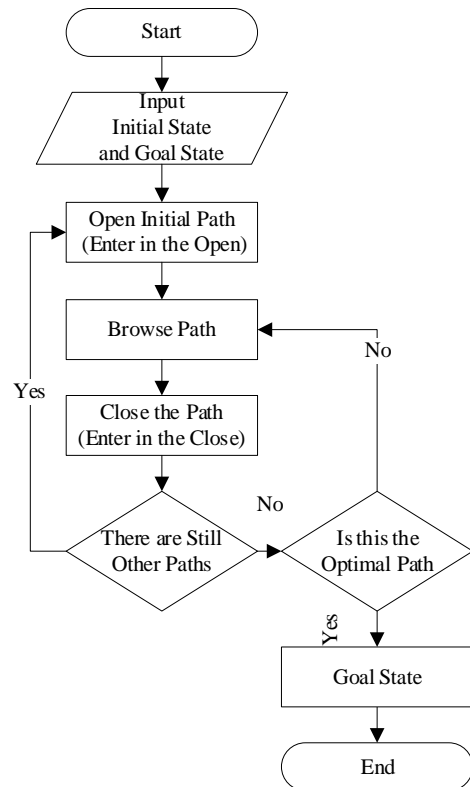 Start
Input
Initial State
and Goal State
Open Initial Path
(Enter in the Open)
Browse Path
No
Yes
Close the Path
(Enter in the Close)
No
There are Still
Other Paths
Is this the
Optimal Path
Yes
Goal State
End